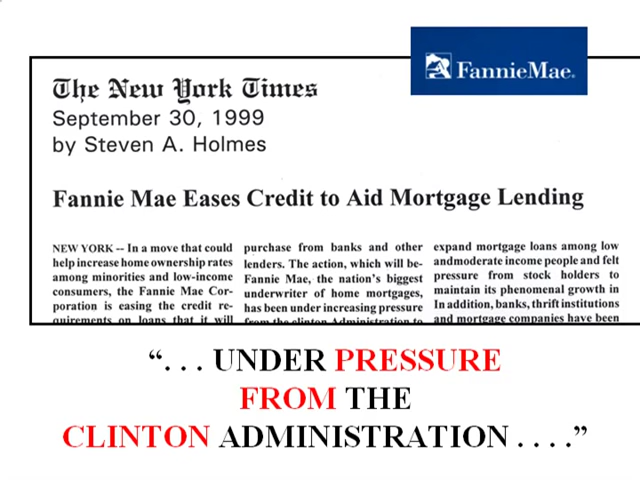 FannieMae.
The New York Times
September 30, 1999
by Steven A. Holmes
Fannie Mae Eases Credit to Aid Mortgage Lending
NEW YORK -- In a move that could
help increase home ownership rates
among minorities and low-income
consumers, the Fannie Mae Cor-
poration is easing the credit re-
quirements on loans that it will
purchase from banks and other
lenders. The action, which will be-
Fannie Mae, the nation's biggest
underwriter of home mortgages,
has been under increasing pressure
from the clinton Administration to
expand mortgage loans among low
andmoderate income people and felt
pressure from stock holders to
maintain its phenomenal growth in
In addition, banks, thrift institutions
and mortgage companies have been
“. . . UNDER PRESSURE
FROM THE
CLINTON ADMINISTRATION . . . .”